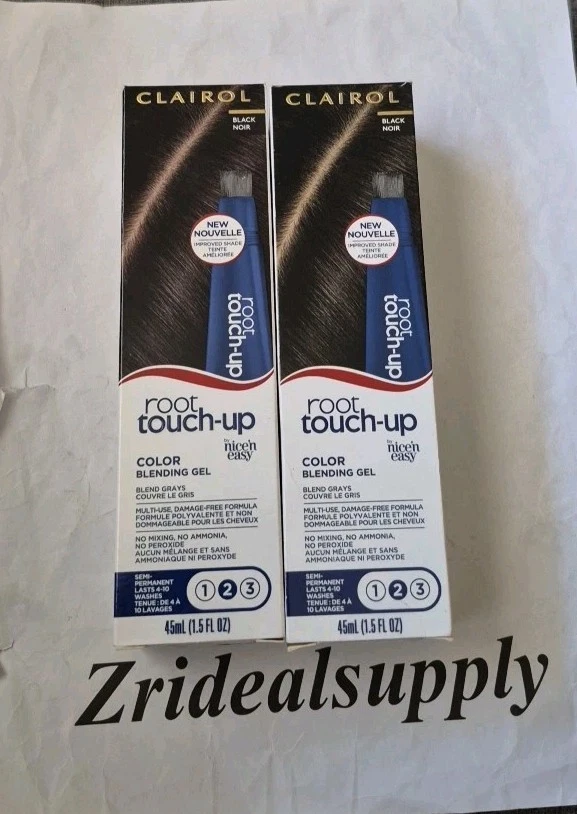 CLAIROL
BLACK
NOIR
NEW
NOUVELLE
IMPROVED SHADE
TEINTE
AMÉLIORÉE
root
touch-up
root
touch-up
by nice'n
easy
COLOR
BLENDING GEL
BLEND GRAYS
COUVRE LE GRIS
MULTI-USE, DAMAGE-FREE FORMULA
FORMULE POLYVALENTE ET NON
DOMMAGEABLE POUR LES CHEVEUX
NO MIXING, NO AMMONIA,
NO PEROXIDE
AUCUN MÉLANGE ET SANS
AMMONIAQUE NI PEROXYDE
SEMI-
PERMANENT
LASTS 4-10
WASHES
TENUE : DE 4 À
10 LAVAGES
1 2 3
45mL (1.5 FL OZ)
CLAIROL
BLACK
NOIR
NEW
NOUVELLE
IMPROVED SHADE
TEINTE
AMÉLIORÉE
root
touch-up
root
touch-up
by nice'n
easy
COLOR
BLENDING GEL
BLEND GRAYS
COUVRE LE GRIS
MULTI-USE, DAMAGE-FREE FORMULA
FORMULE POLYVALENTE ET NON
DOMMAGEABLE POUR LES CHEVEUX
NO MIXING, NO AMMONIA,
NO PEROXIDE
AUCUN MÉLANGE ET SANS
AMMONIAQUE NI PEROXYDE
SEMI-
PERMANENT
LASTS 4-10
WASHES
TENUE : DE 4 À
10 LAVAGES
1 2 3
45mL (1.5 FL OZ)
Zridealsupply